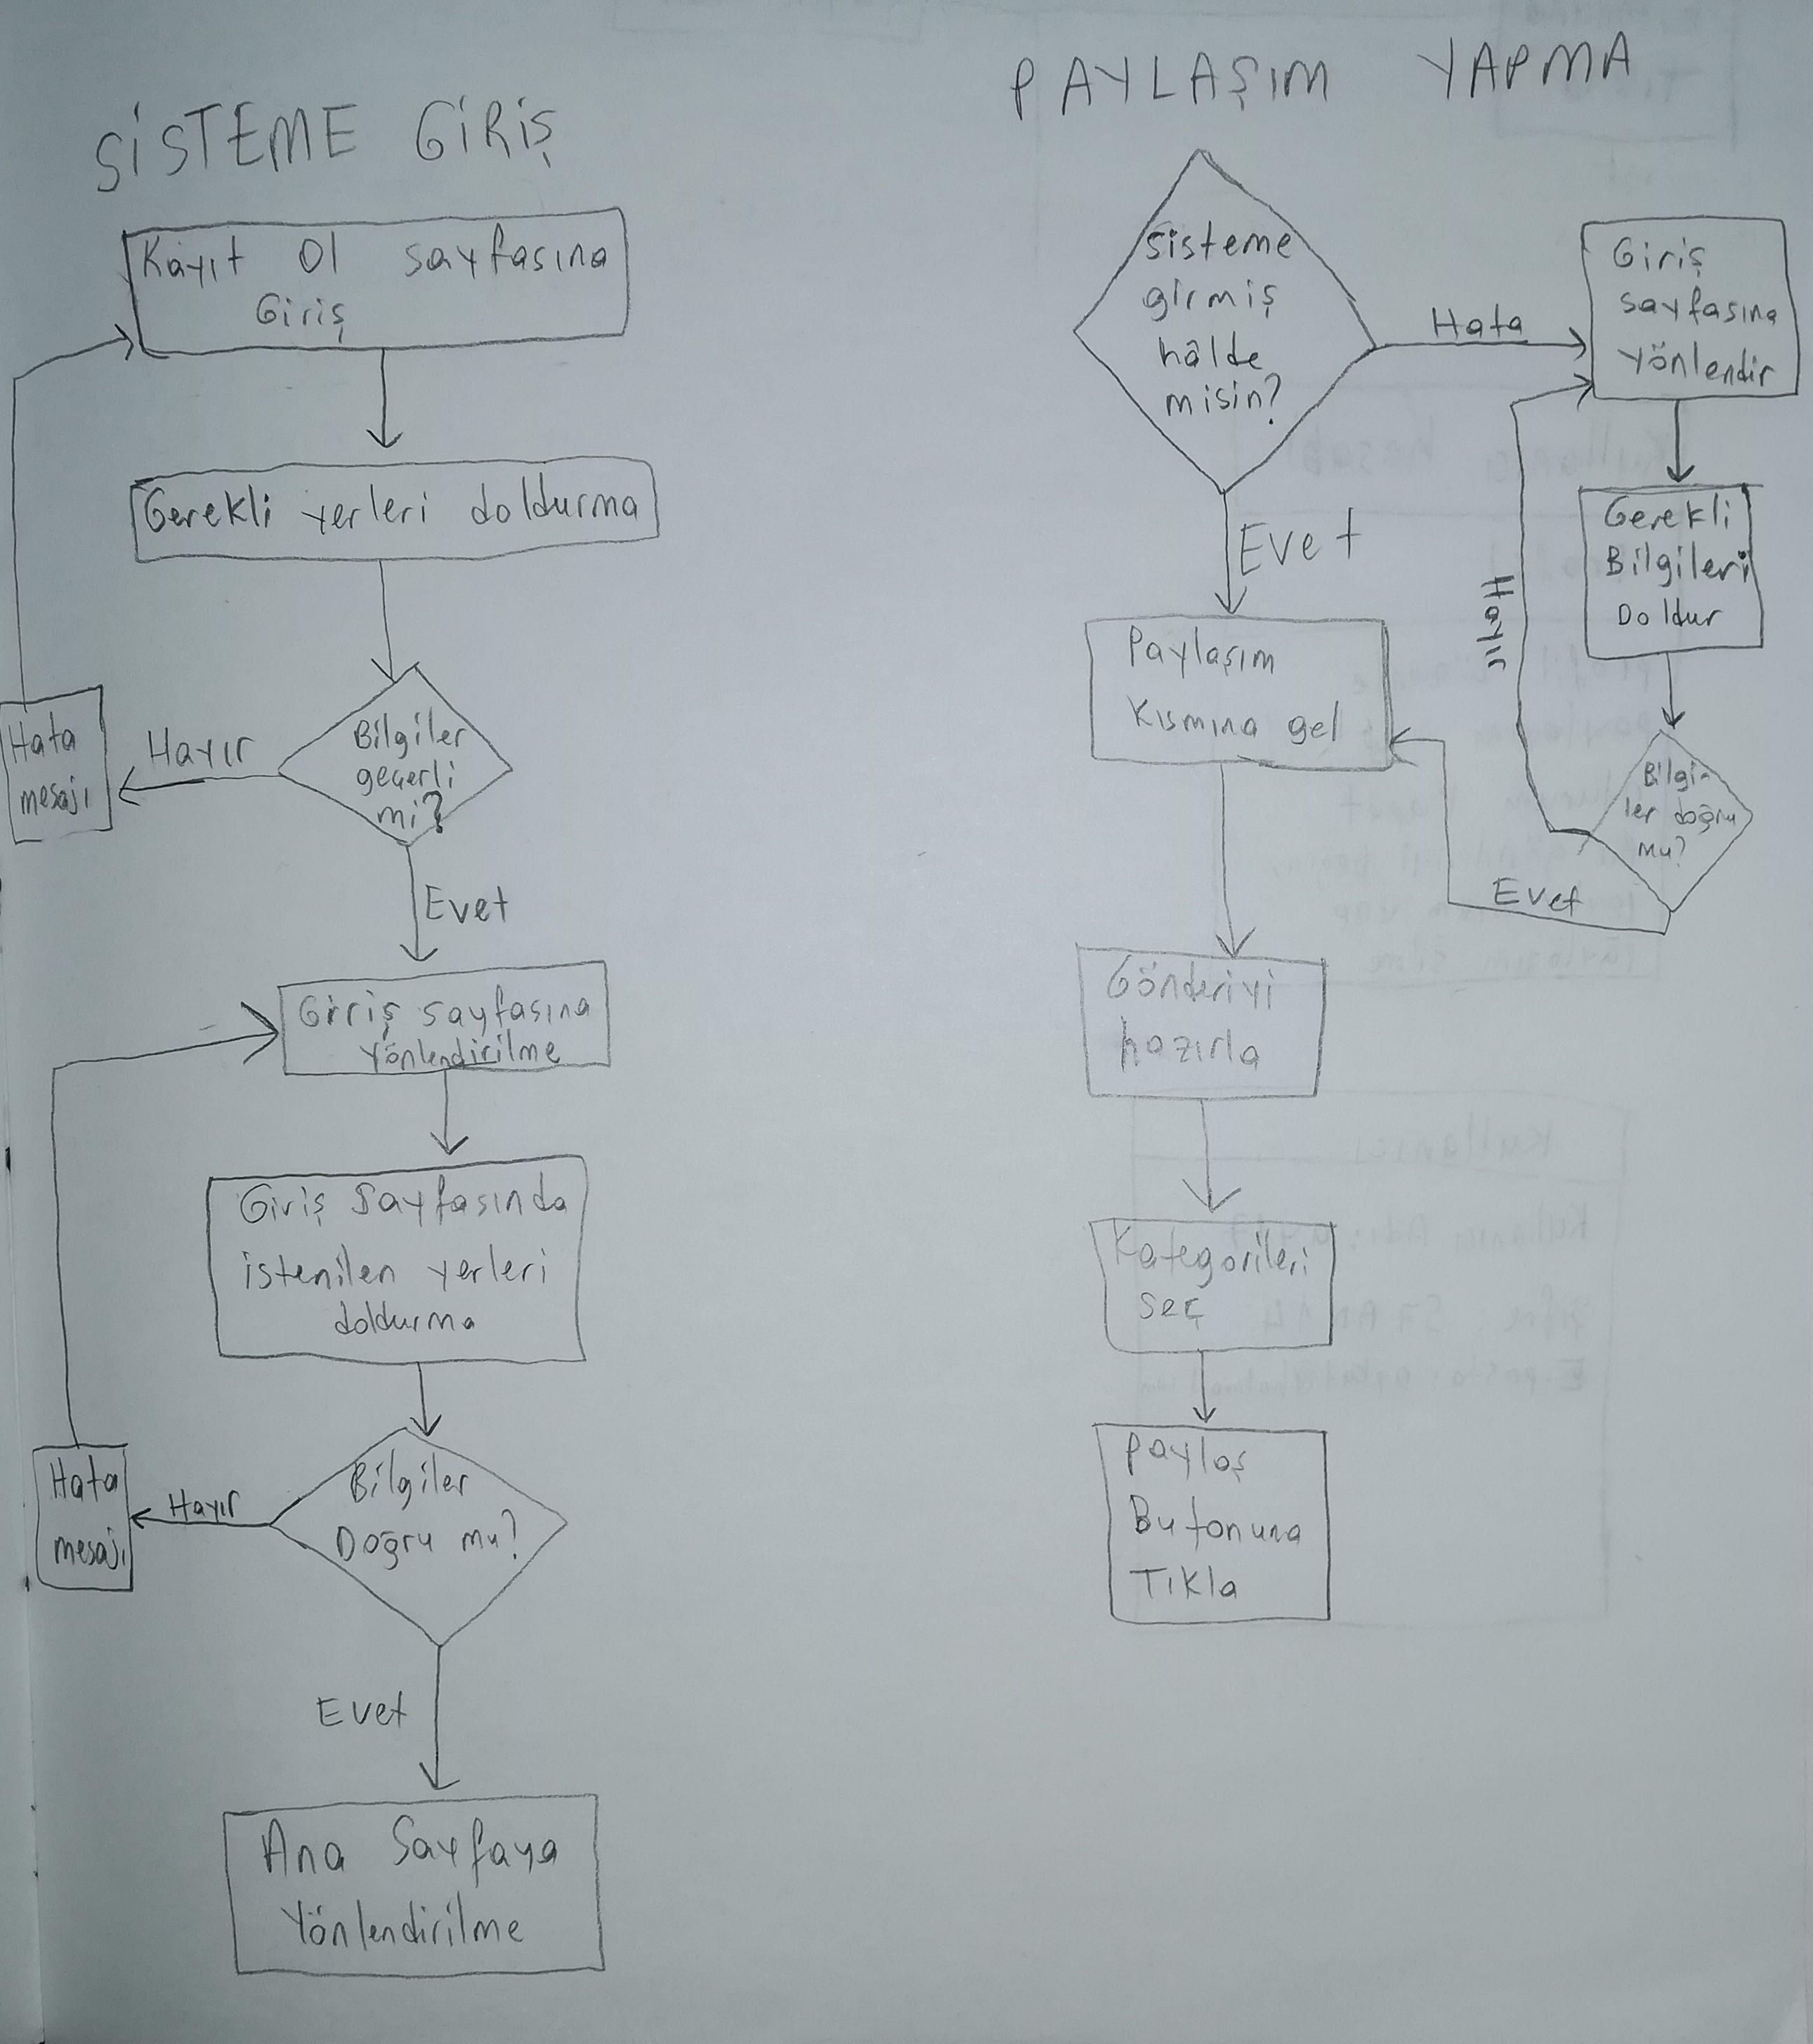 SİSTEME GİRİŞ
Kayıt Ol sayfasına
Giriş
Gerekli yerleri doldurma
Bilgiler
geçerli
mi?
Hayır
Hata
mesajı
Evet
Giriş sayfasına
Yönlendirilme
Giriş Sayfasında
istenilen yerleri
doldurma
Bilgiler
Doğru mu?
Hayır
Hata
mesajı
Evet
Ana Sayfaya
Yönlendirilme
PAYLAŞIM YAPMA
Sisteme
girmiş
hâlde
misin?
Hata
Giriş
sayfasına
Yönlendir
Gerekli
Bilgileri
Doldur
Bilgi-
ler doğru
mu?
Hayır
Evet
Evet
Paylaşım
Kısmına gel
Gönderiyi
hazırla
Kategorileri
seç
Paylaş
Butonuna
Tıkla